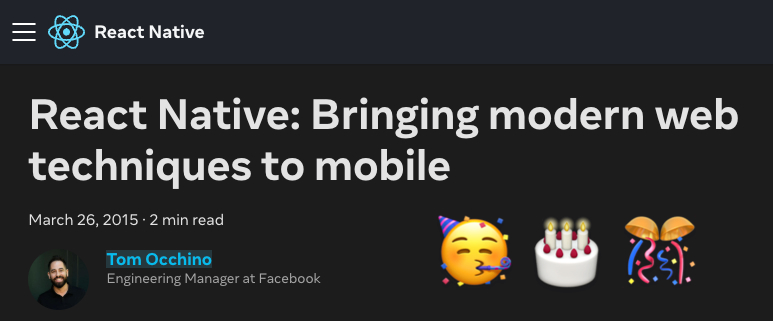 React Native
React Native: Bringing modern web
techniques to mobile
March 26, 2015 · 2 min read
Tom Occhino
Engineering Manager at Facebook